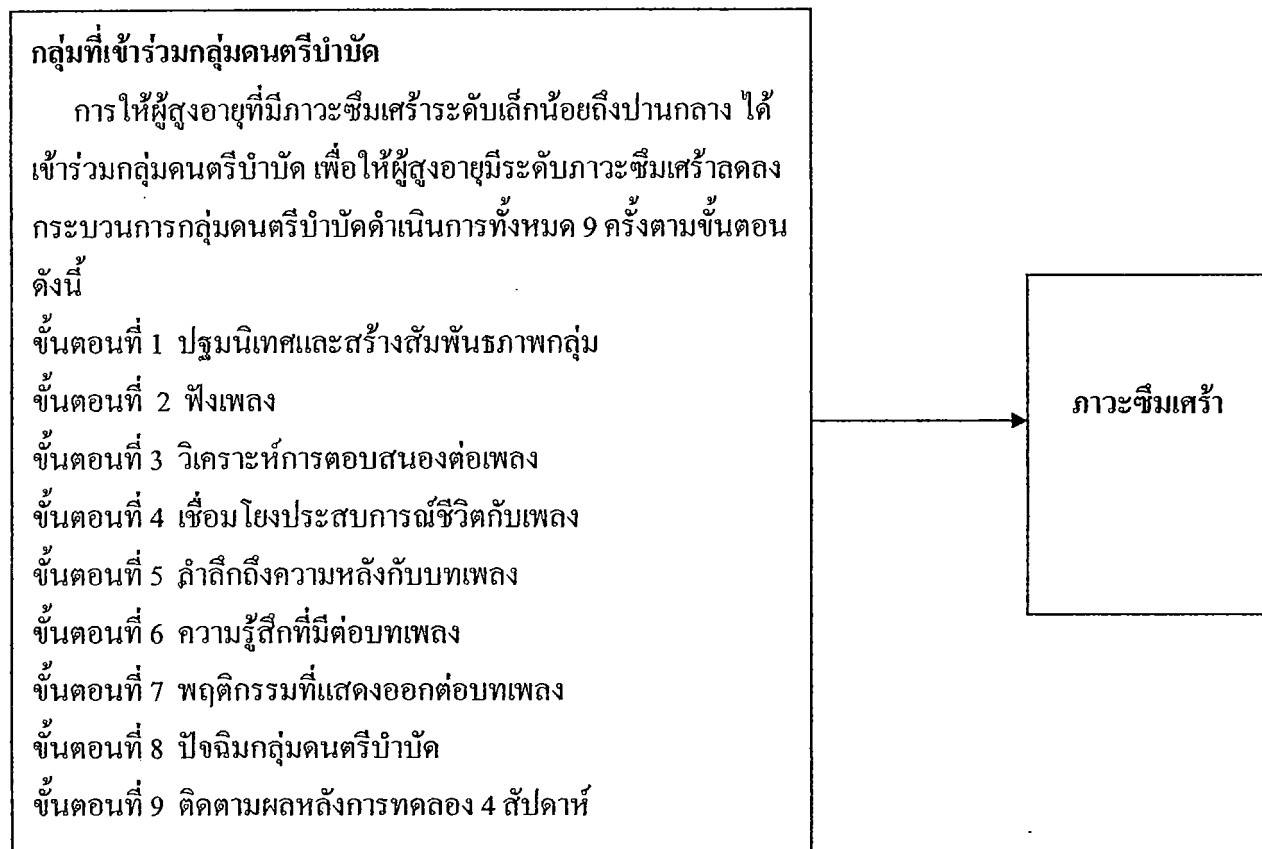 กลุ่มที่เข้าร่วมกลุ่มดนตรีบำบัด
การให้ผู้สูงอายุที่มีภาวะซึมเศร้าระดับเล็กน้อยถึงปานกลาง ได้
เข้าร่วมกลุ่มดนตรีบำบัด เพื่อให้ผู้สูงอายุมีระดับภาวะซึมเศร้าลดลง
กระบวนการกลุ่มดนตรีบำบัดดำเนินการทั้งหมด 9 ครั้งตามขั้นตอน
ดังนี้
ขั้นตอนที่ 1 ปฐมนิเทศและสร้างสัมพันธภาพกลุ่ม
ขั้นตอนที่ 2 ฟังเพลง
ขั้นตอนที่ 3 วิเคราะห์การตอบสนองต่อเพลง
ขั้นตอนที่ 4 เชื่อมโยงประสบการณ์ชีวิตกับเพลง
ขั้นตอนที่ 5 ลำลึกถึงความหลังกับบทเพลง
ขั้นตอนที่ 6 ความรู้สึกที่มีต่อบทเพลง
ขั้นตอนที่ 7 พฤติกรรมที่แสดงออกต่อบทเพลง
ขั้นตอนที่ 8 ปัจฉิมกลุ่มดนตรีบำบัด
ขั้นตอนที่ 9 ติดตามผลหลังการทดลอง 4 สัปดาห์
ภาวะซึมเศร้า